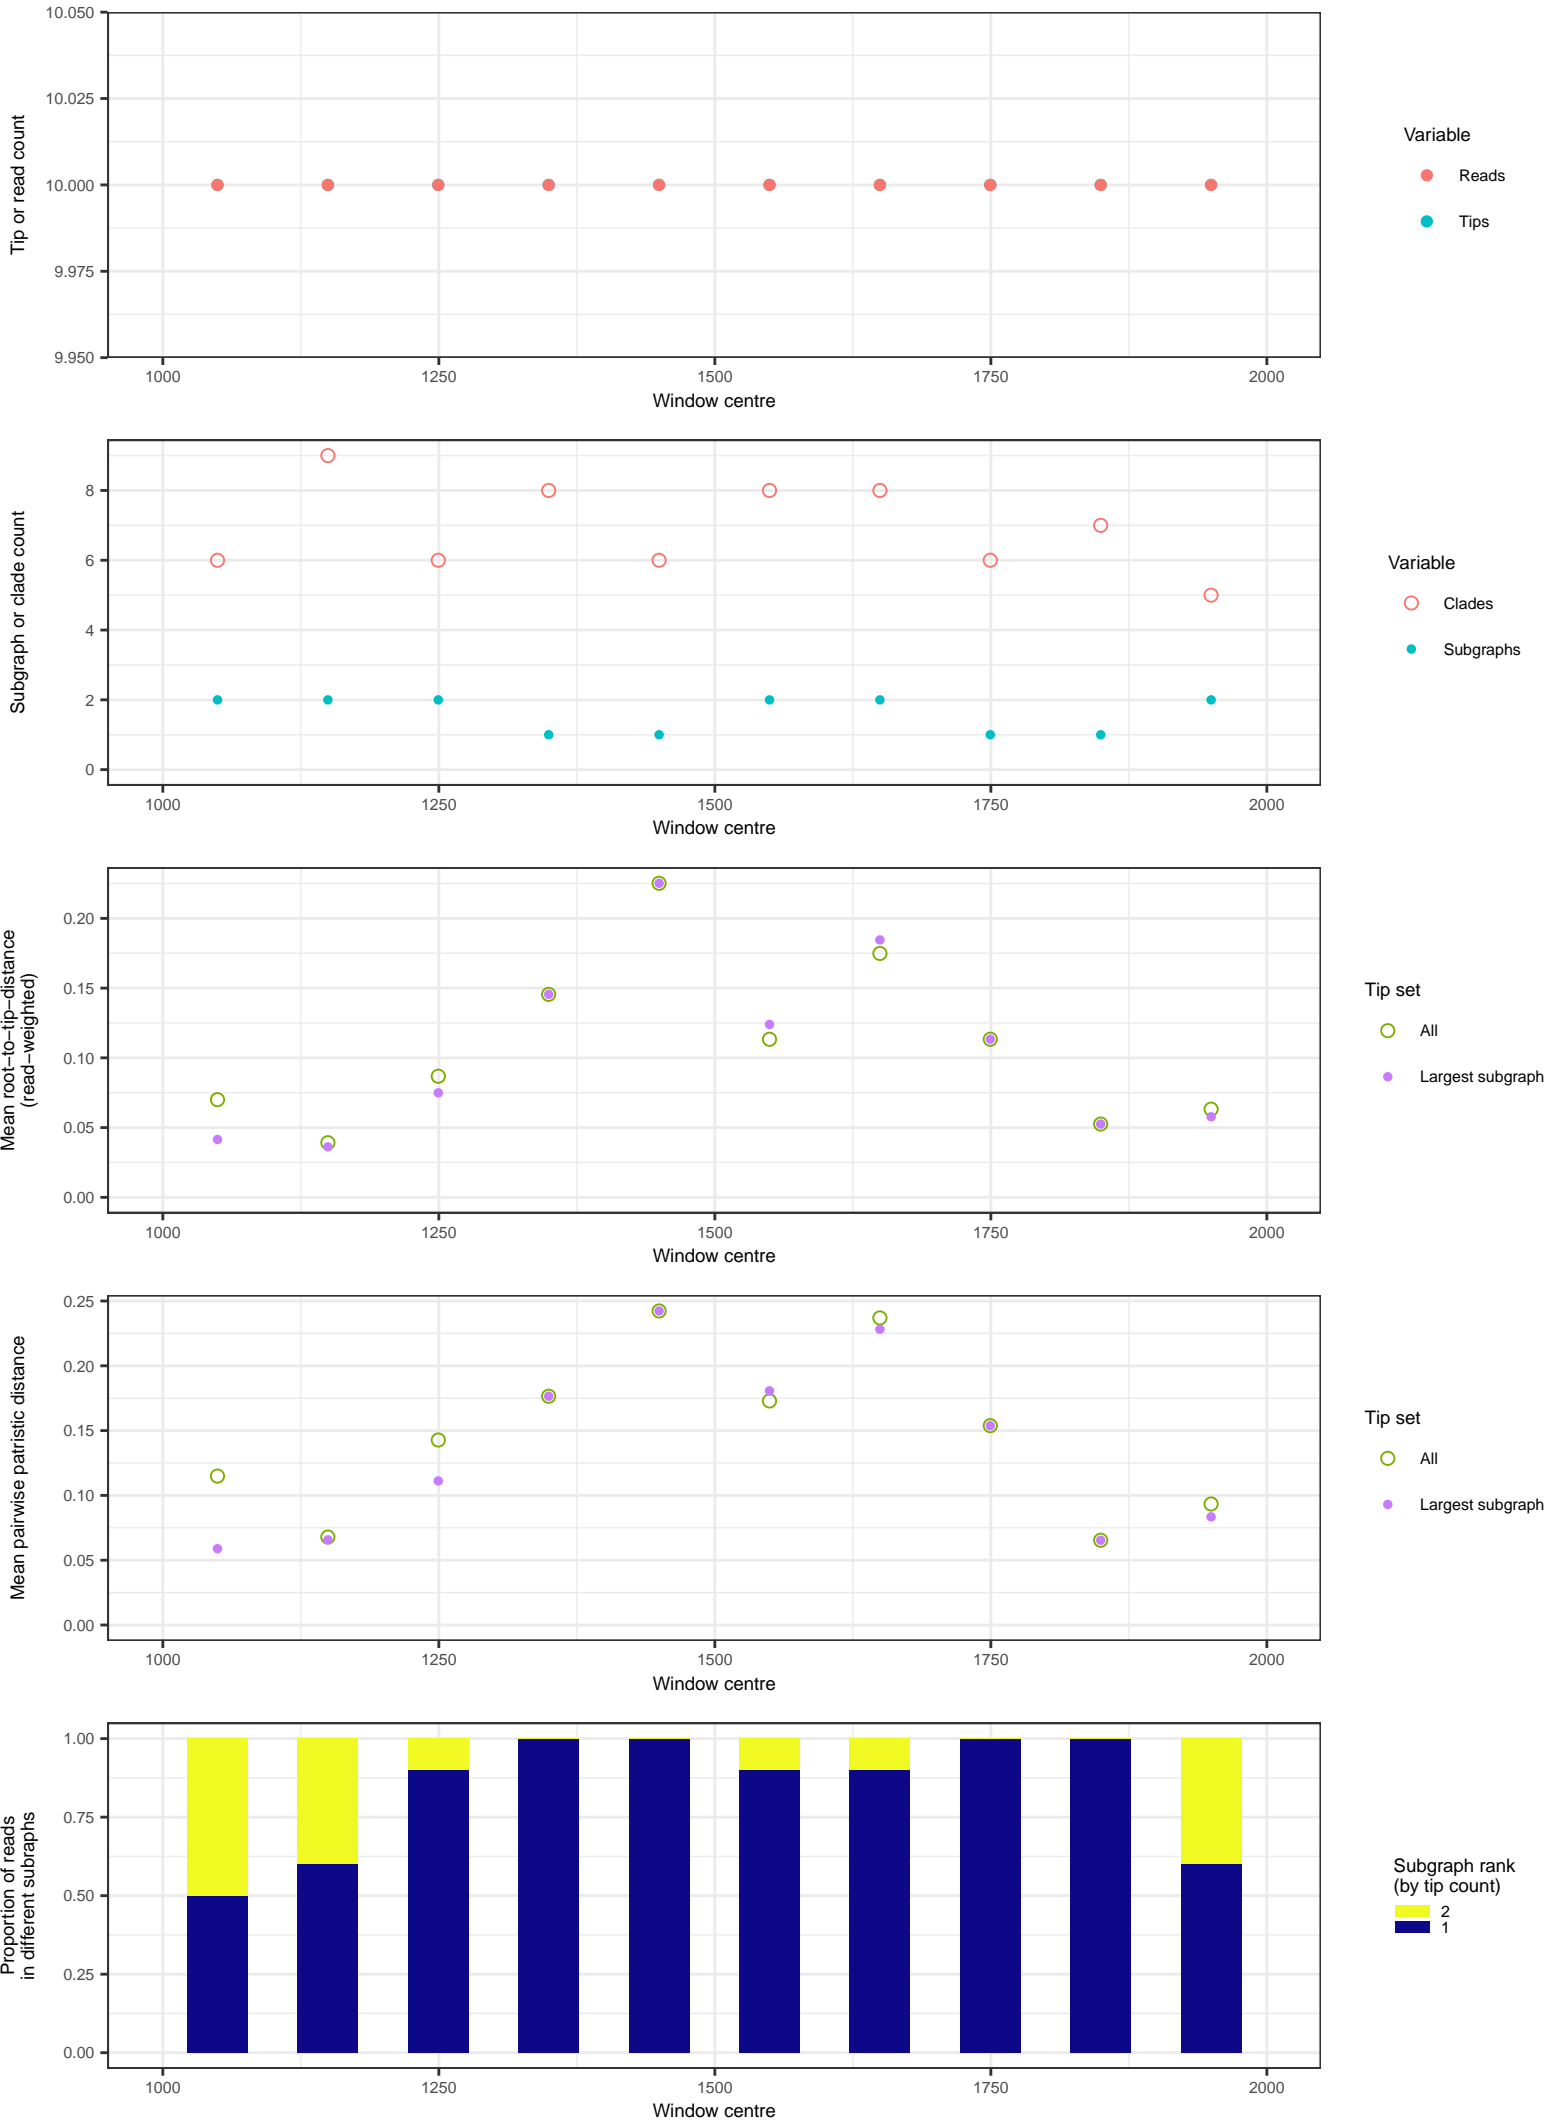 10.050
10.025
10.000
9.975
9.950
Tip or read count
1000 1250 1500 1750 2000
Window centre
Variable
Reads
Tips
8
6
4
2
0
Subgraph or clade count
1000 1250 1500 1750 2000
Window centre
Variable
Clades
Subgraphs
0.20
0.15
0.10
0.05
0.00
Mean root−to−tip−distance
(read−weighted)
1000 1250 1500 1750 2000
Window centre
Tip set
All
Largest subgraph
0.25
0.20
0.15
0.10
0.05
0.00
Mean pairwise patristic distance
1000 1250 1500 1750 2000
Window centre
Tip set
All
Largest subgraph
1.00
0.75
0.50
0.25
0.00
Proportion of reads
in different subraphs
1000 1250 1500 1750 2000
Window centre
Subgraph rank
(by tip count)
2
1